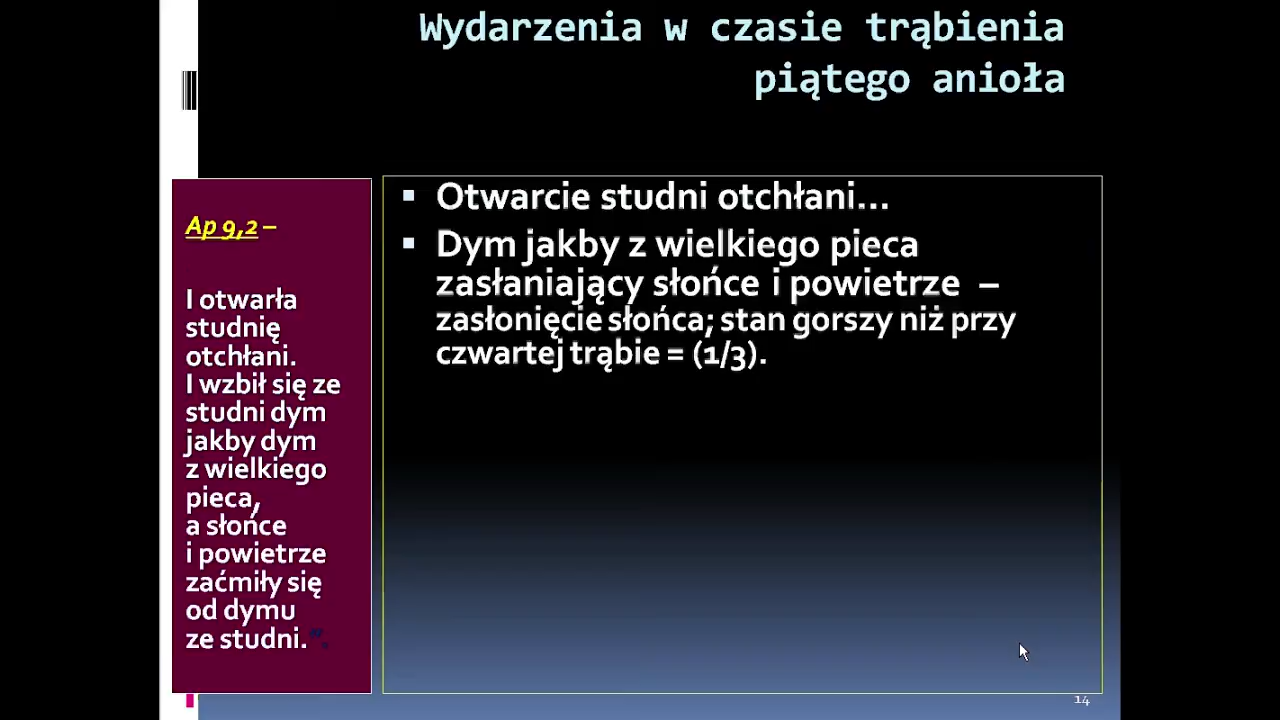 Wydarzenia w czasie trąbienia
piątego anioła
Ap 9,2 –
I otwarła
studnię
otchłani.
I wzbił się ze
studni dym
jakby dym
z wielkiego
pieca,
a słońce
i powietrze
zaćmiły się
od dymu
ze studni.”.
▪ Otwarcie studni otchłani...
▪ Dym jakby z wielkiego pieca
zasłaniający słońce i powietrze –
zasłonięcie słońca; stan gorszy niż przy
czwartej trąbie = (1/3).
14